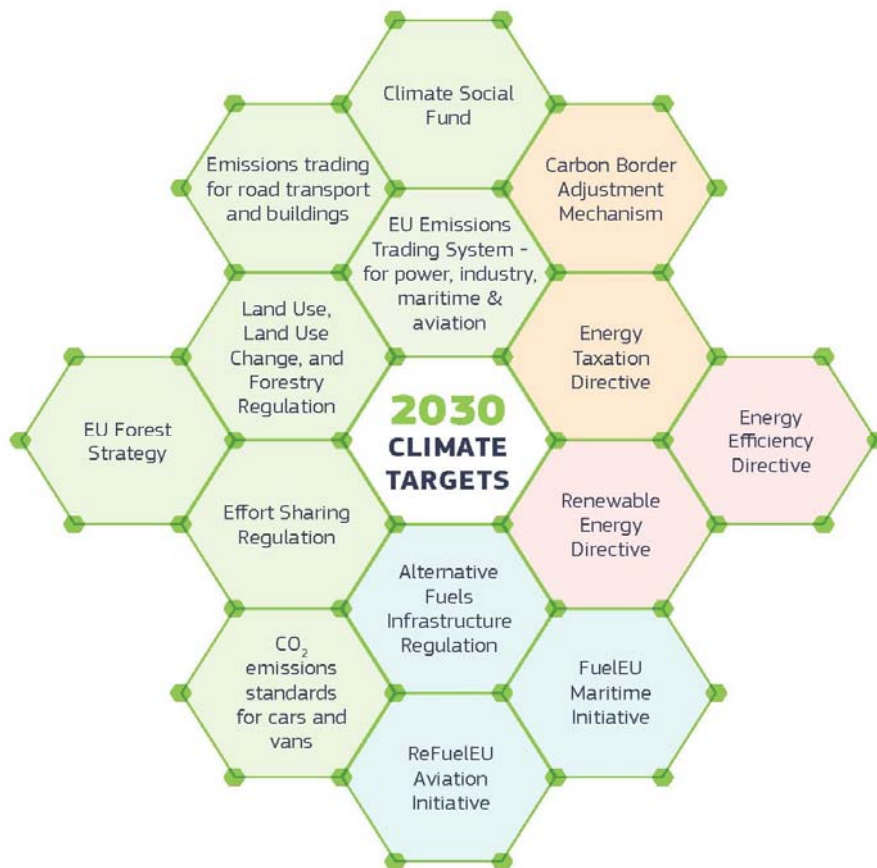 Climate Social
Fund
Emissions trading
for road transport
and buildings
Carbon Border
Adjustment
Mechanism
EU Emissions
Trading System -
for power, industry,
maritime &
aviation
Land Use,
Land Use
Change, and
Forestry
Regulation
Energy
Taxation
Directive
EU Forest
Strategy
2030
CLIMATE
TARGETS
Energy
Efficiency
Directive
Effort Sharing
Regulation
Renewable
Energy
Directive
Alternative
Fuels
Infrastructure
Regulation
CO₂
emissions
standards
for cars and
vans
FuelEU
Maritime
Initiative
ReFuelEU
Aviation
Initiative